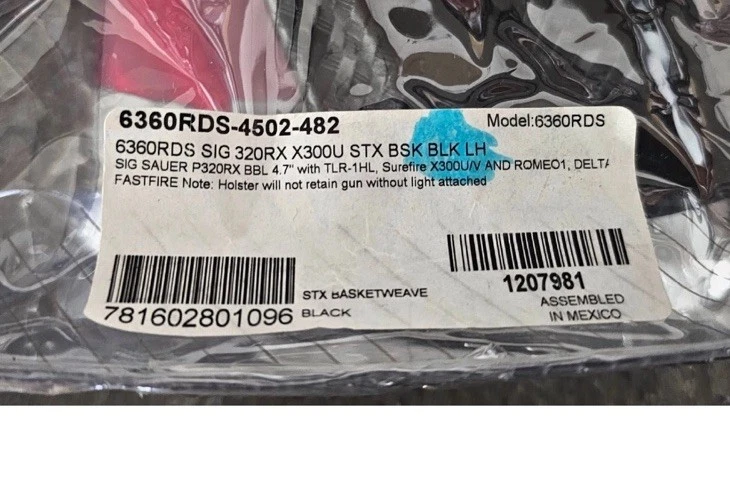 6360RDS-4502-482
Model:6360RDS
6360RDS SIG 320RX X300U STX BSK BLK LH
SIG SAUER P320RX BBL 4.7" with TLR-1HL, Surefire X300U/V AND ROMEO1, DELTA
FASTFIRE Note: Holster will not retain gun without light attached
781602801096
STX BASKETWEAVE
BLACK
1207981
ASSEMBLED
IN MEXICO